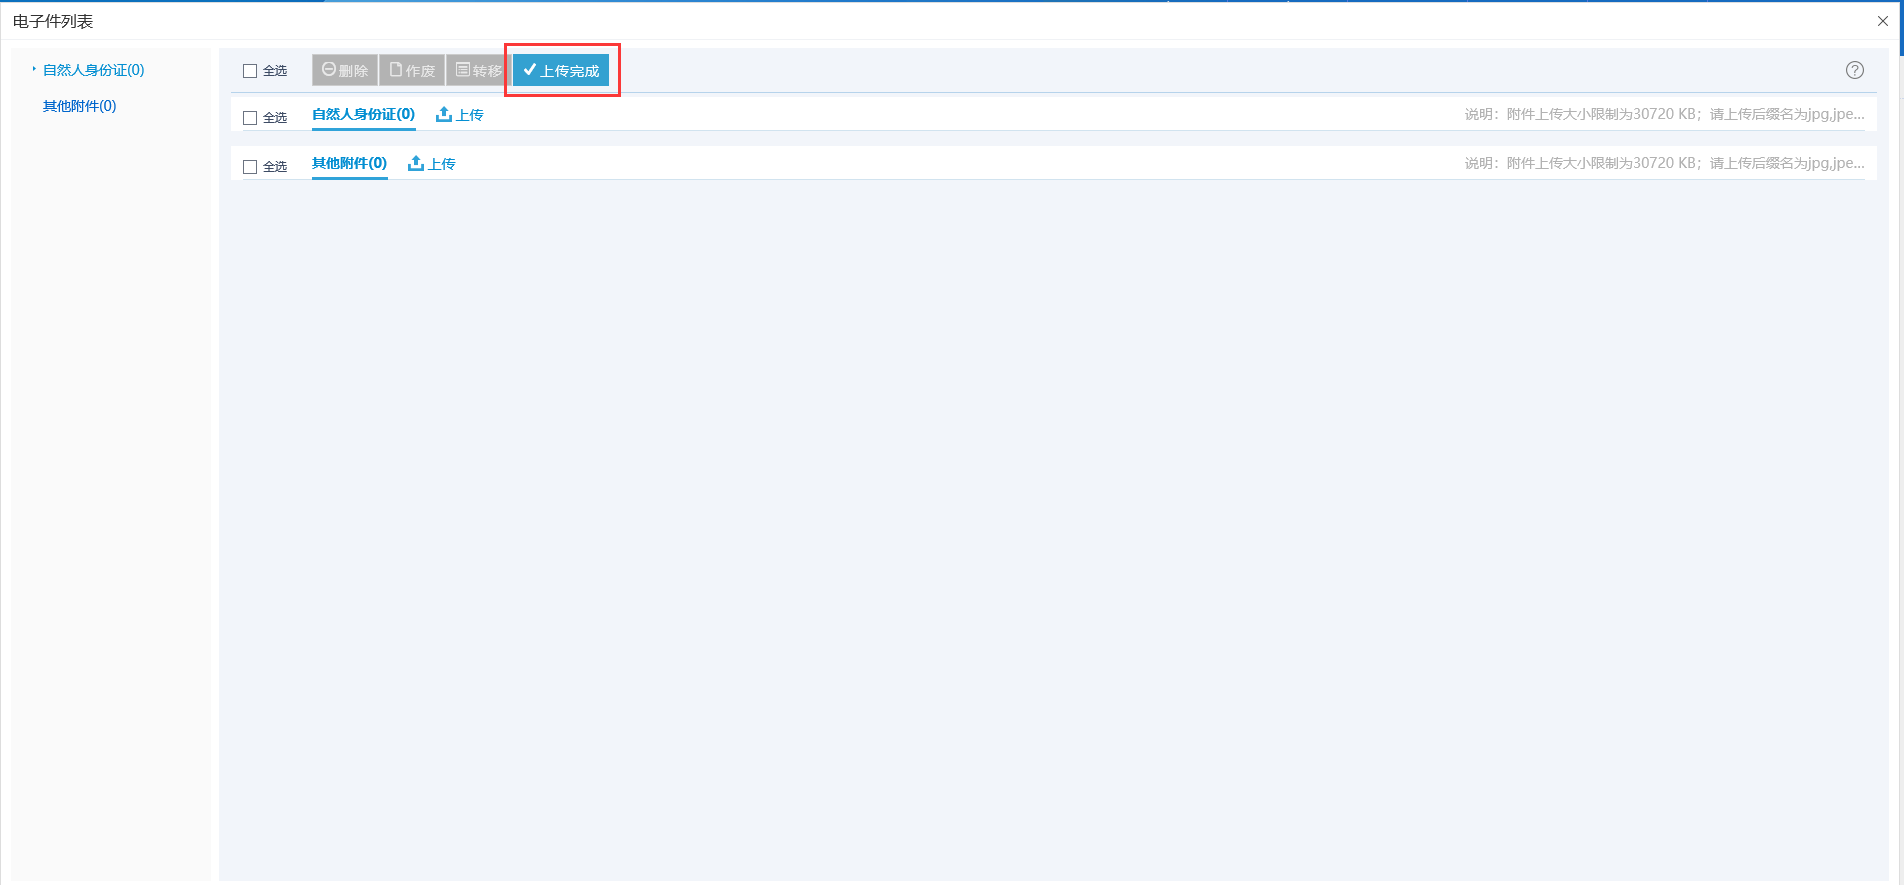 电子件列表
自然人身份证(0)
其他附件(0)
全选 删除 作废 转移 上传完成
全选 自然人身份证(0) 上传 说明：附件上传大小限制为30720 KB；请上传后缀名为jpg,jpe...
全选 其他附件(0) 上传 说明：附件上传大小限制为30720 KB；请上传后缀名为jpg,jpe...